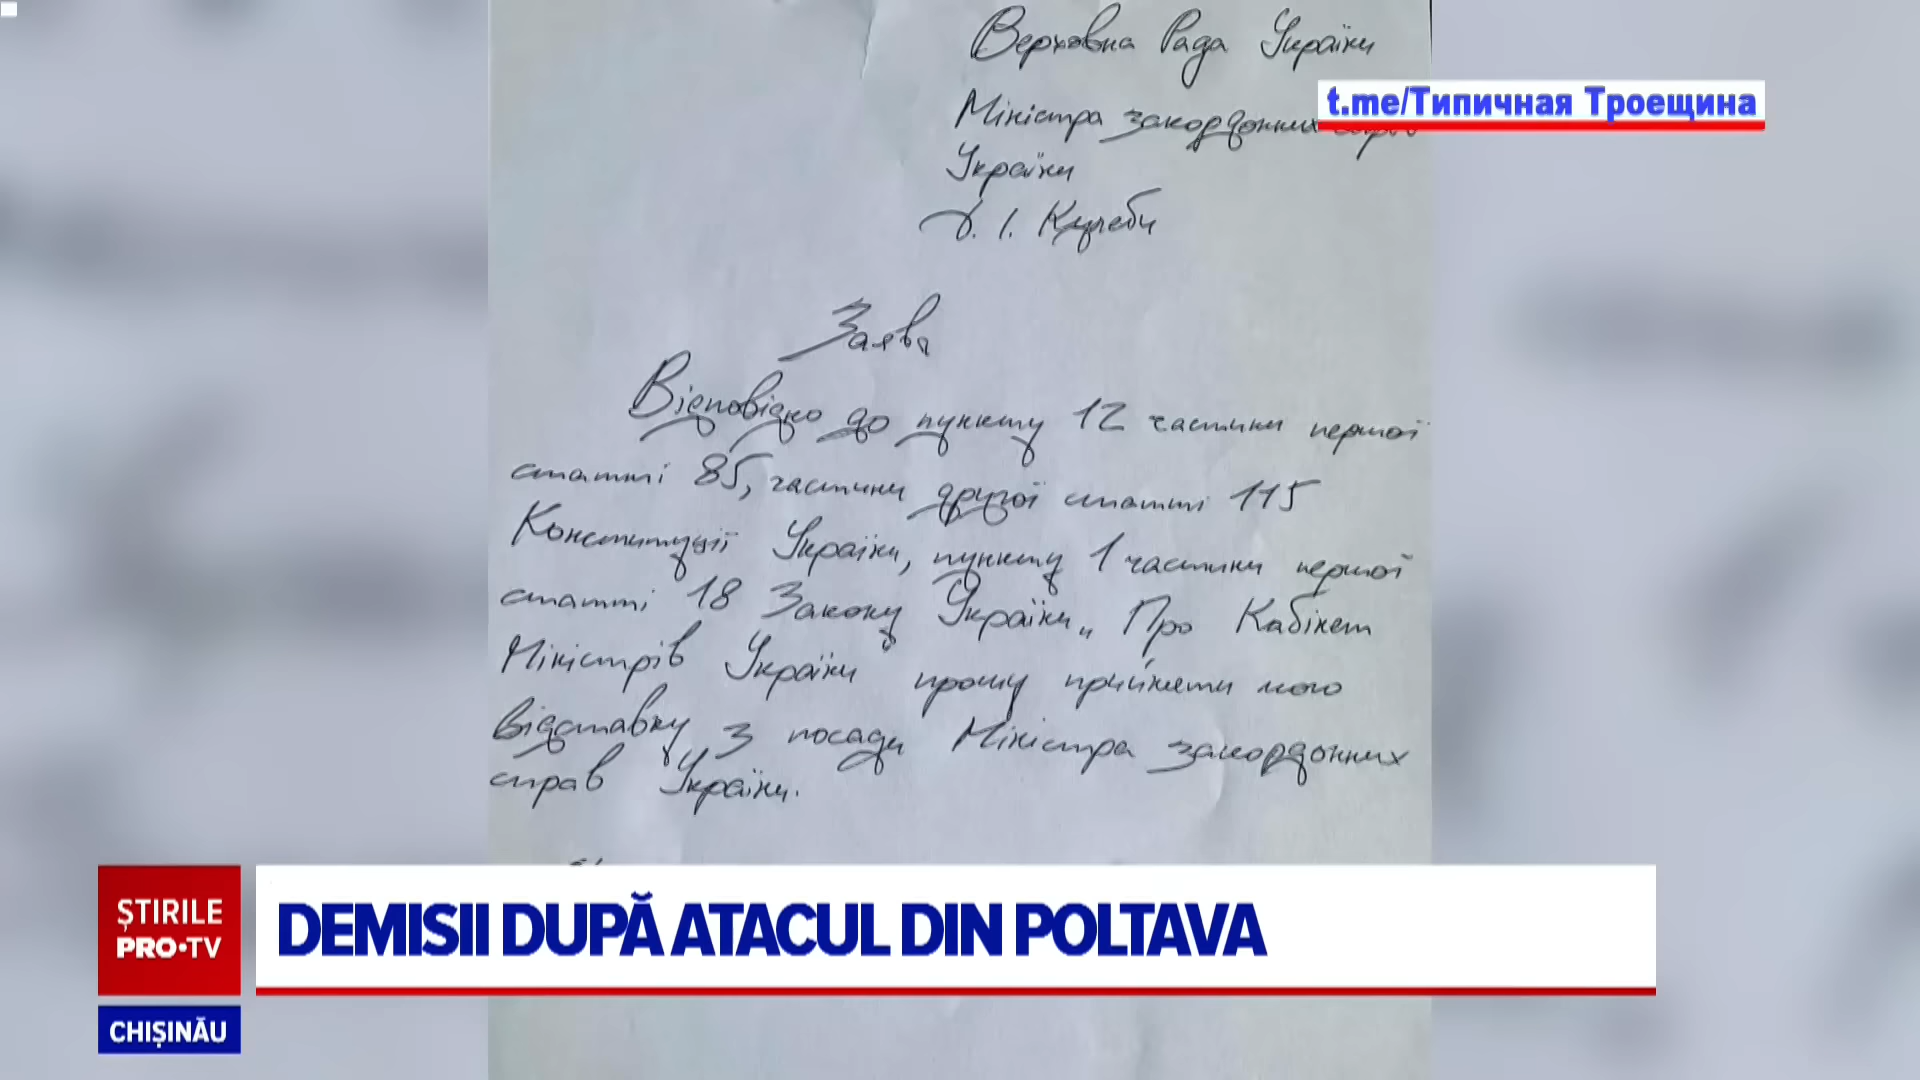 Верховна Рада України
t.me/Типичная Троещина
Міністра закордонних справ
України
Д. І. Кулеби
Заява
Відповідно до пункту 12 частини першої
статті 85, частини другої статті 115
Конституції України, пункту 1 частини першої
статті 18 Закону України „Про Кабінет
Міністрів України прошу прийняти мою
відставку з посади Міністра закордонних
справ України.
ȘTIRILE
PRO•TV
CHIȘINĂU
DEMISII DUPĂ ATACUL DIN POLTAVA